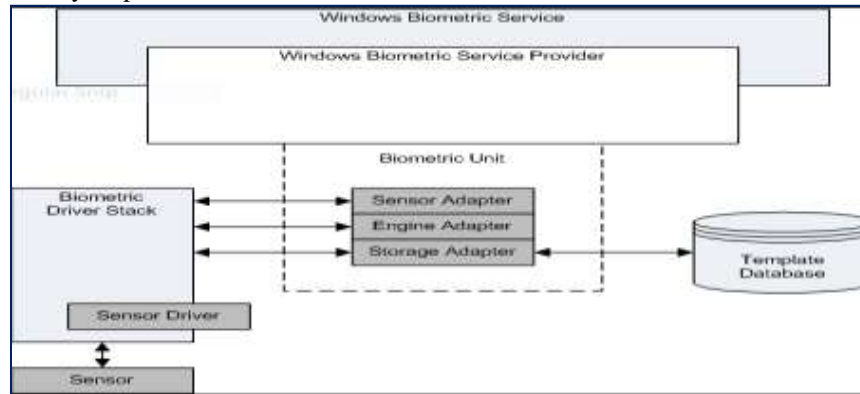 Windows Biometric Service
Windows Biometric Service Provider
Biometric Unit
Biometric
Driver Stack
Sensor Adapter
Engine Adapter
Storage Adapter
Template
Database
Sensor Driver
Sensor